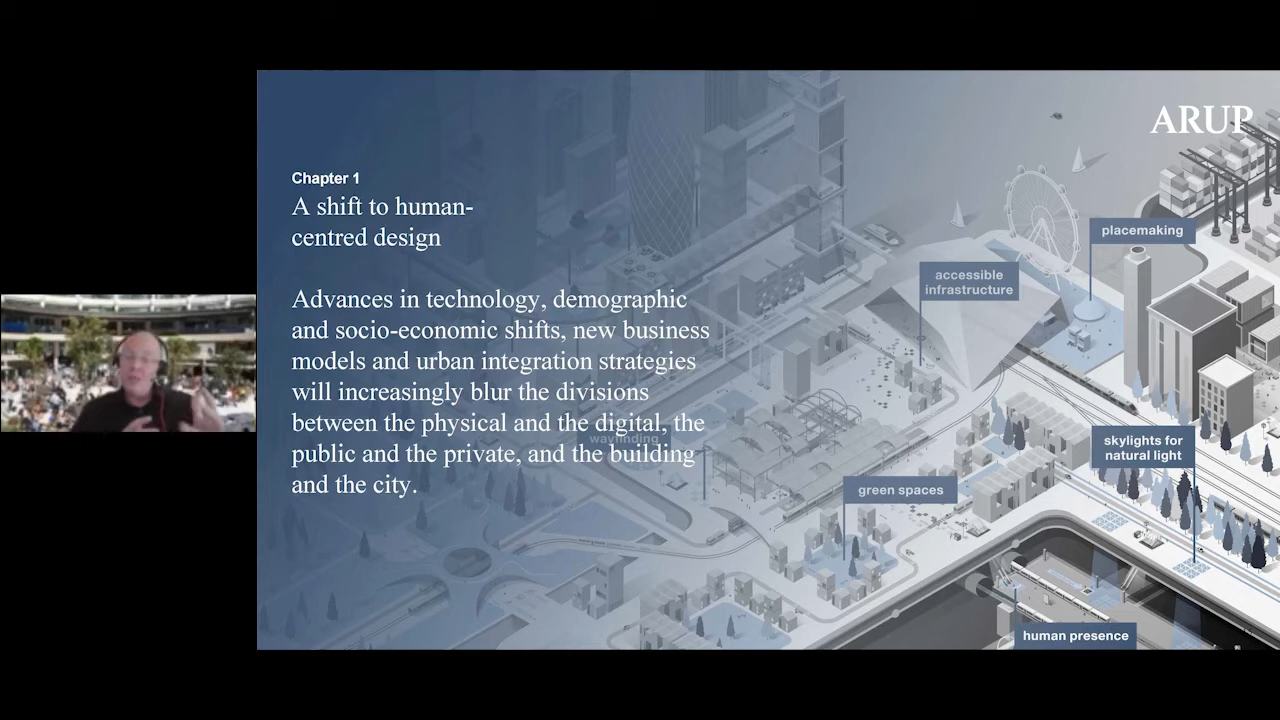 ARUP
Chapter 1
A shift to human-
centred design
Advances in technology, demographic
and socio-economic shifts, new business
models and urban integration strategies
will increasingly blur the divisions
between the physical and the digital, the
public and the private, and the building
and the city.
wayfinding
placemaking
accessible
infrastructure
skylights for
natural light
green spaces
human presence